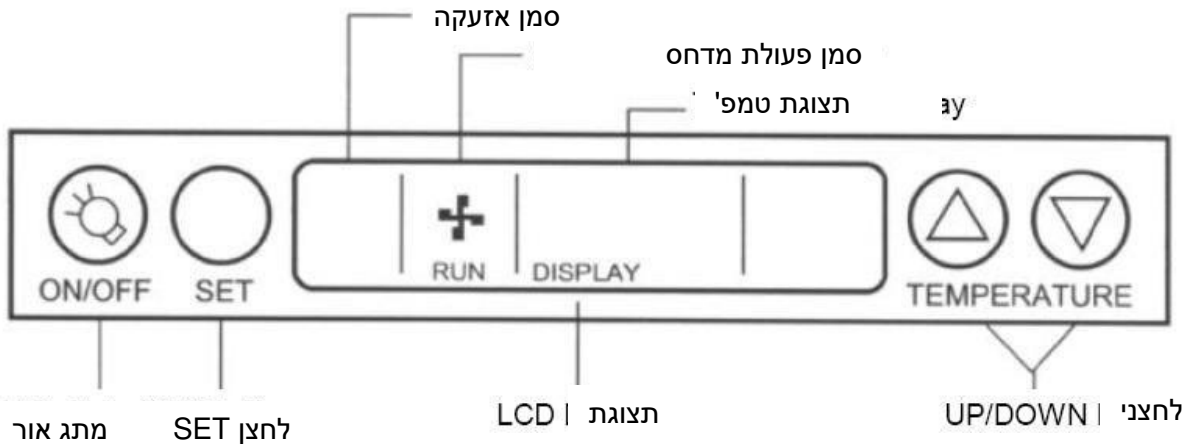 סמן אזעקה
סמן פעולת מדחס
תצוגת טמפ' ay
RUN DISPLAY
ON/OFF SET TEMPERATURE
מתג אור לחצן SET תצוגת LCD לחצני UP/DOWN